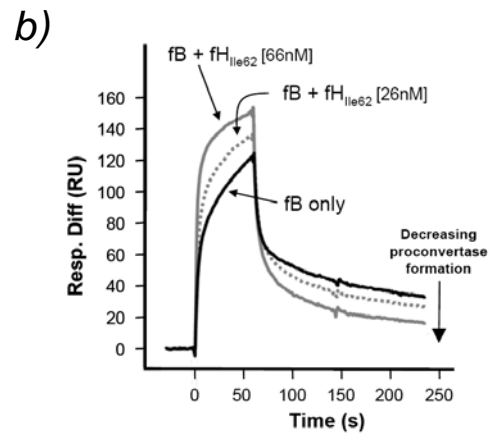 b)
fB + fH Ile62 [66nM]
fB + fH Ile62 [26nM]
fB only
Decreasing
proconvertase
formation
Resp. Diff (RU)
160
140
120
100
80
60
40
20
0
0 50 100 150 200 250
Time (s)